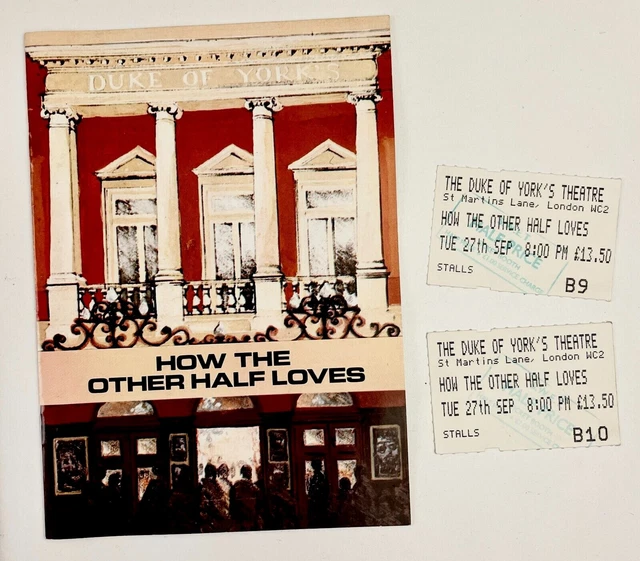 DUKE OF YORK'S
HOW THE
OTHER HALF LOVES
THE DUKE OF YORK'S THEATRE
St Martins Lane, London WC2
HOW THE OTHER HALF LOVES
TUE 27th SEP 8:00 PM £13.50
STALLS
B9
HALF PRICE
THE DUKE OF YORK'S THEATRE
St Martins Lane, London WC2
HOW THE OTHER HALF LOVES
TUE 27th SEP 8:00 PM £13.50
STALLS
B10